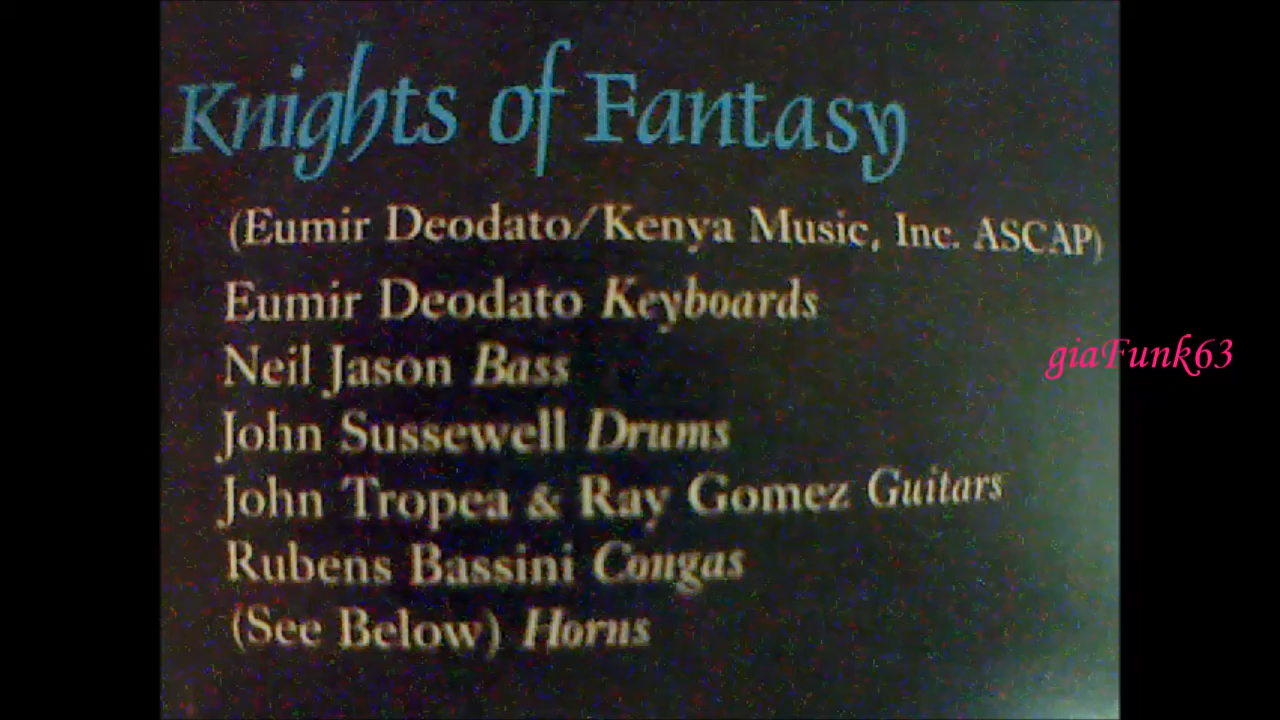 Knights of Fantasy
(Eumir Deodato/Kenya Music, Inc. ASCAP)
Eumir Deodato Keyboards
Neil Jason Bass
giaFunk63
John Sussewell Drums
John Tropea & Ray Gomez Guitars
Rubens Bassini Congas
(See Below) Horns